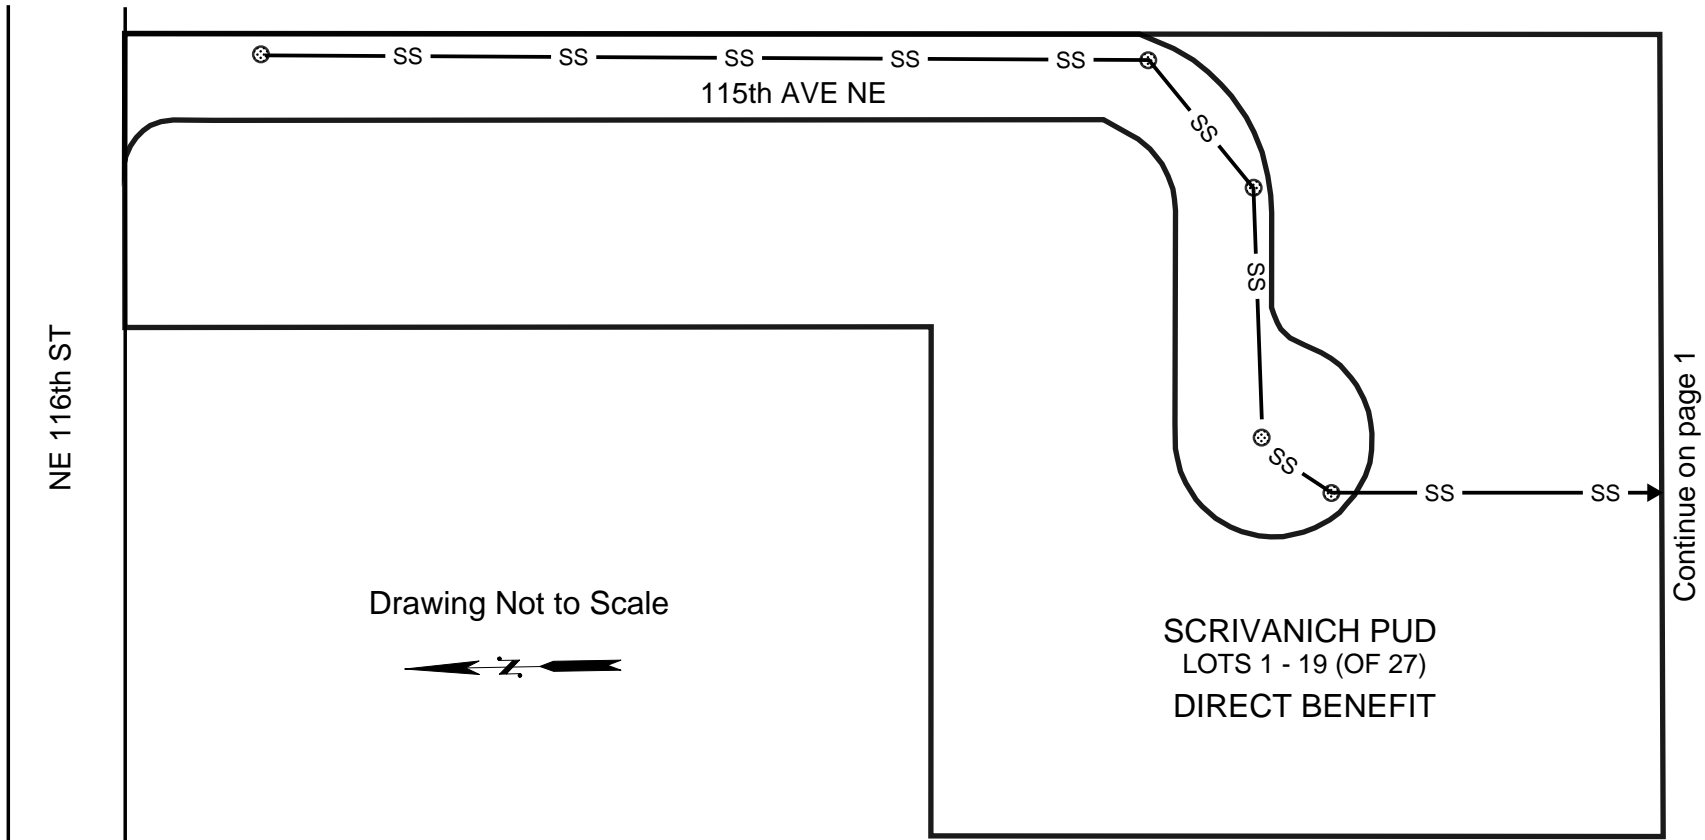 SS SS SS SS SS
115th AVE NE
SS
SS
NE 116th ST
Continue on page 1
SS
SS SS
Drawing Not to Scale
N
SCRIVANICH PUD
LOTS 1 - 19 (OF 27)
DIRECT BENEFIT